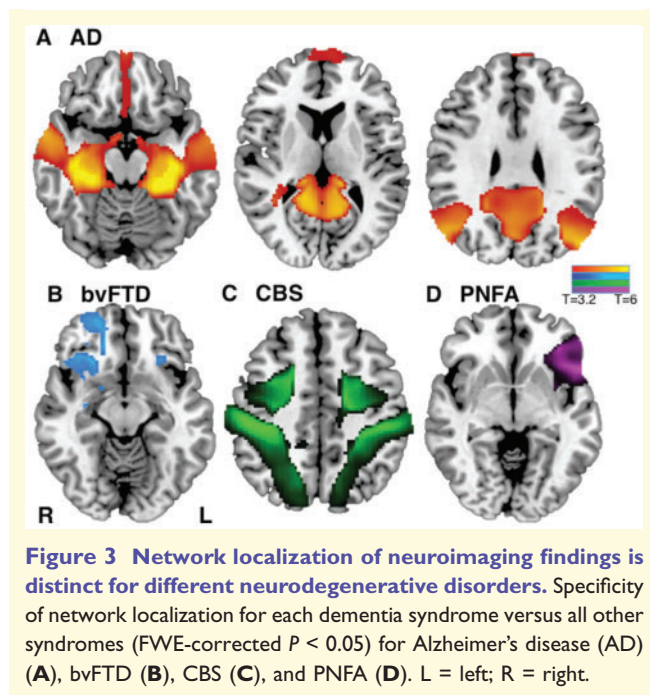 A AD
T=3.2 T=6
B bvFTD C CBS D PNFA
R L
Figure 3 Network localization of neuroimaging findings is
distinct for different neurodegenerative disorders. Specificity
of network localization for each dementia syndrome versus all other
syndromes (FWE-corrected P < 0.05) for Alzheimer’s disease (AD)
(A), bvFTD (B), CBS (C), and PNFA (D). L = left; R = right.